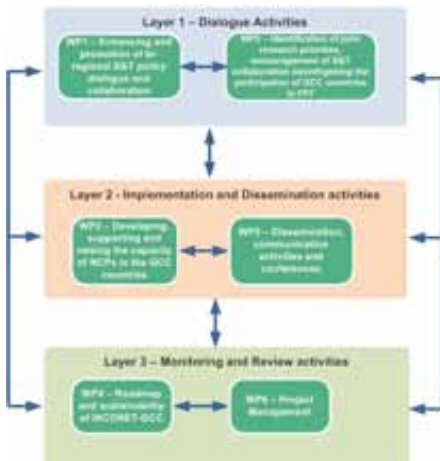 Layer 1 – Dialogue Activities
WP1 – Enhancing and
promotion of bi-
regional S&T policy
dialogue and
collaboration
WP2 – Identification of joint
research priorities,
encouragement of S&T
collaboration
participation of GCC countries
in FP7
Layer 2 - Implementation and Dissemination activities
WP3 – Developing,
supporting and
raising the capacity
of NCPs in the GCC
countries
WP5 – Dissemination,
communication
activities and
conferences
Layer 3 – Monitoring and Review activities
WP4 – Roadmap
and sustainability
of INCONET-GCC
WP6 – Project
Management